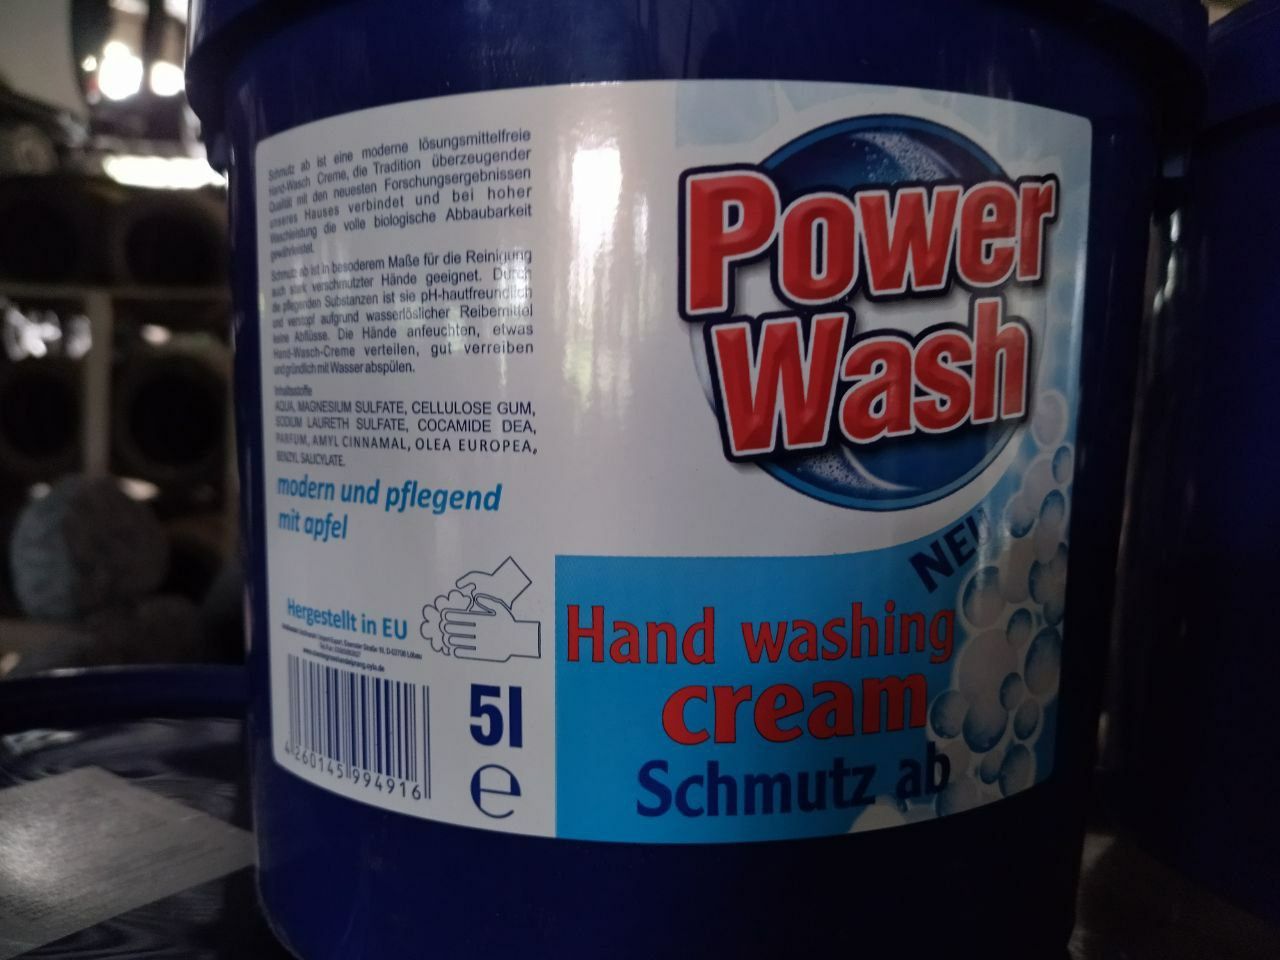 Schmutz ab ist eine moderne lösungsmittelfreie
Hand-Wasch Creme, die Tradition überzeugender
Qualität mit den neuesten Forschungsergebnissen
unseres Hauses verbindet und bei hoher
Waschleistung die volle biologische Abbaubarkeit
gewährleistet.
Schmutz ab ist in besoderem Maße für die Reinigung
auch stark verschmutzter Hände geeignet. Durch
die pflegenden Substanzen ist sie pH-hautfreundlich
und verstopf aufgrund wasserlöslicher Reibemittel
keine Abflüsse. Die Hände anfeuchten, etwas
Hand-Wasch-Creme verteilen, gut verreiben
und gründlich mit Wasser abspülen.
Inhaltsstoffe
AQUA, MAGNESIUM SULFATE, CELLULOSE GUM,
SODIUM LAURETH SULFATE, COCAMIDE DEA,
PARFUM, AMYL CINNAMAL, OLEA EUROPEA,
BENZYL SALICYLATE.
modern und pflegend
mit apfel
Hergestellt in EU
4 260145 994916
5l
e
Power
Wash
NEU
Hand washing
cream
Schmutz ab